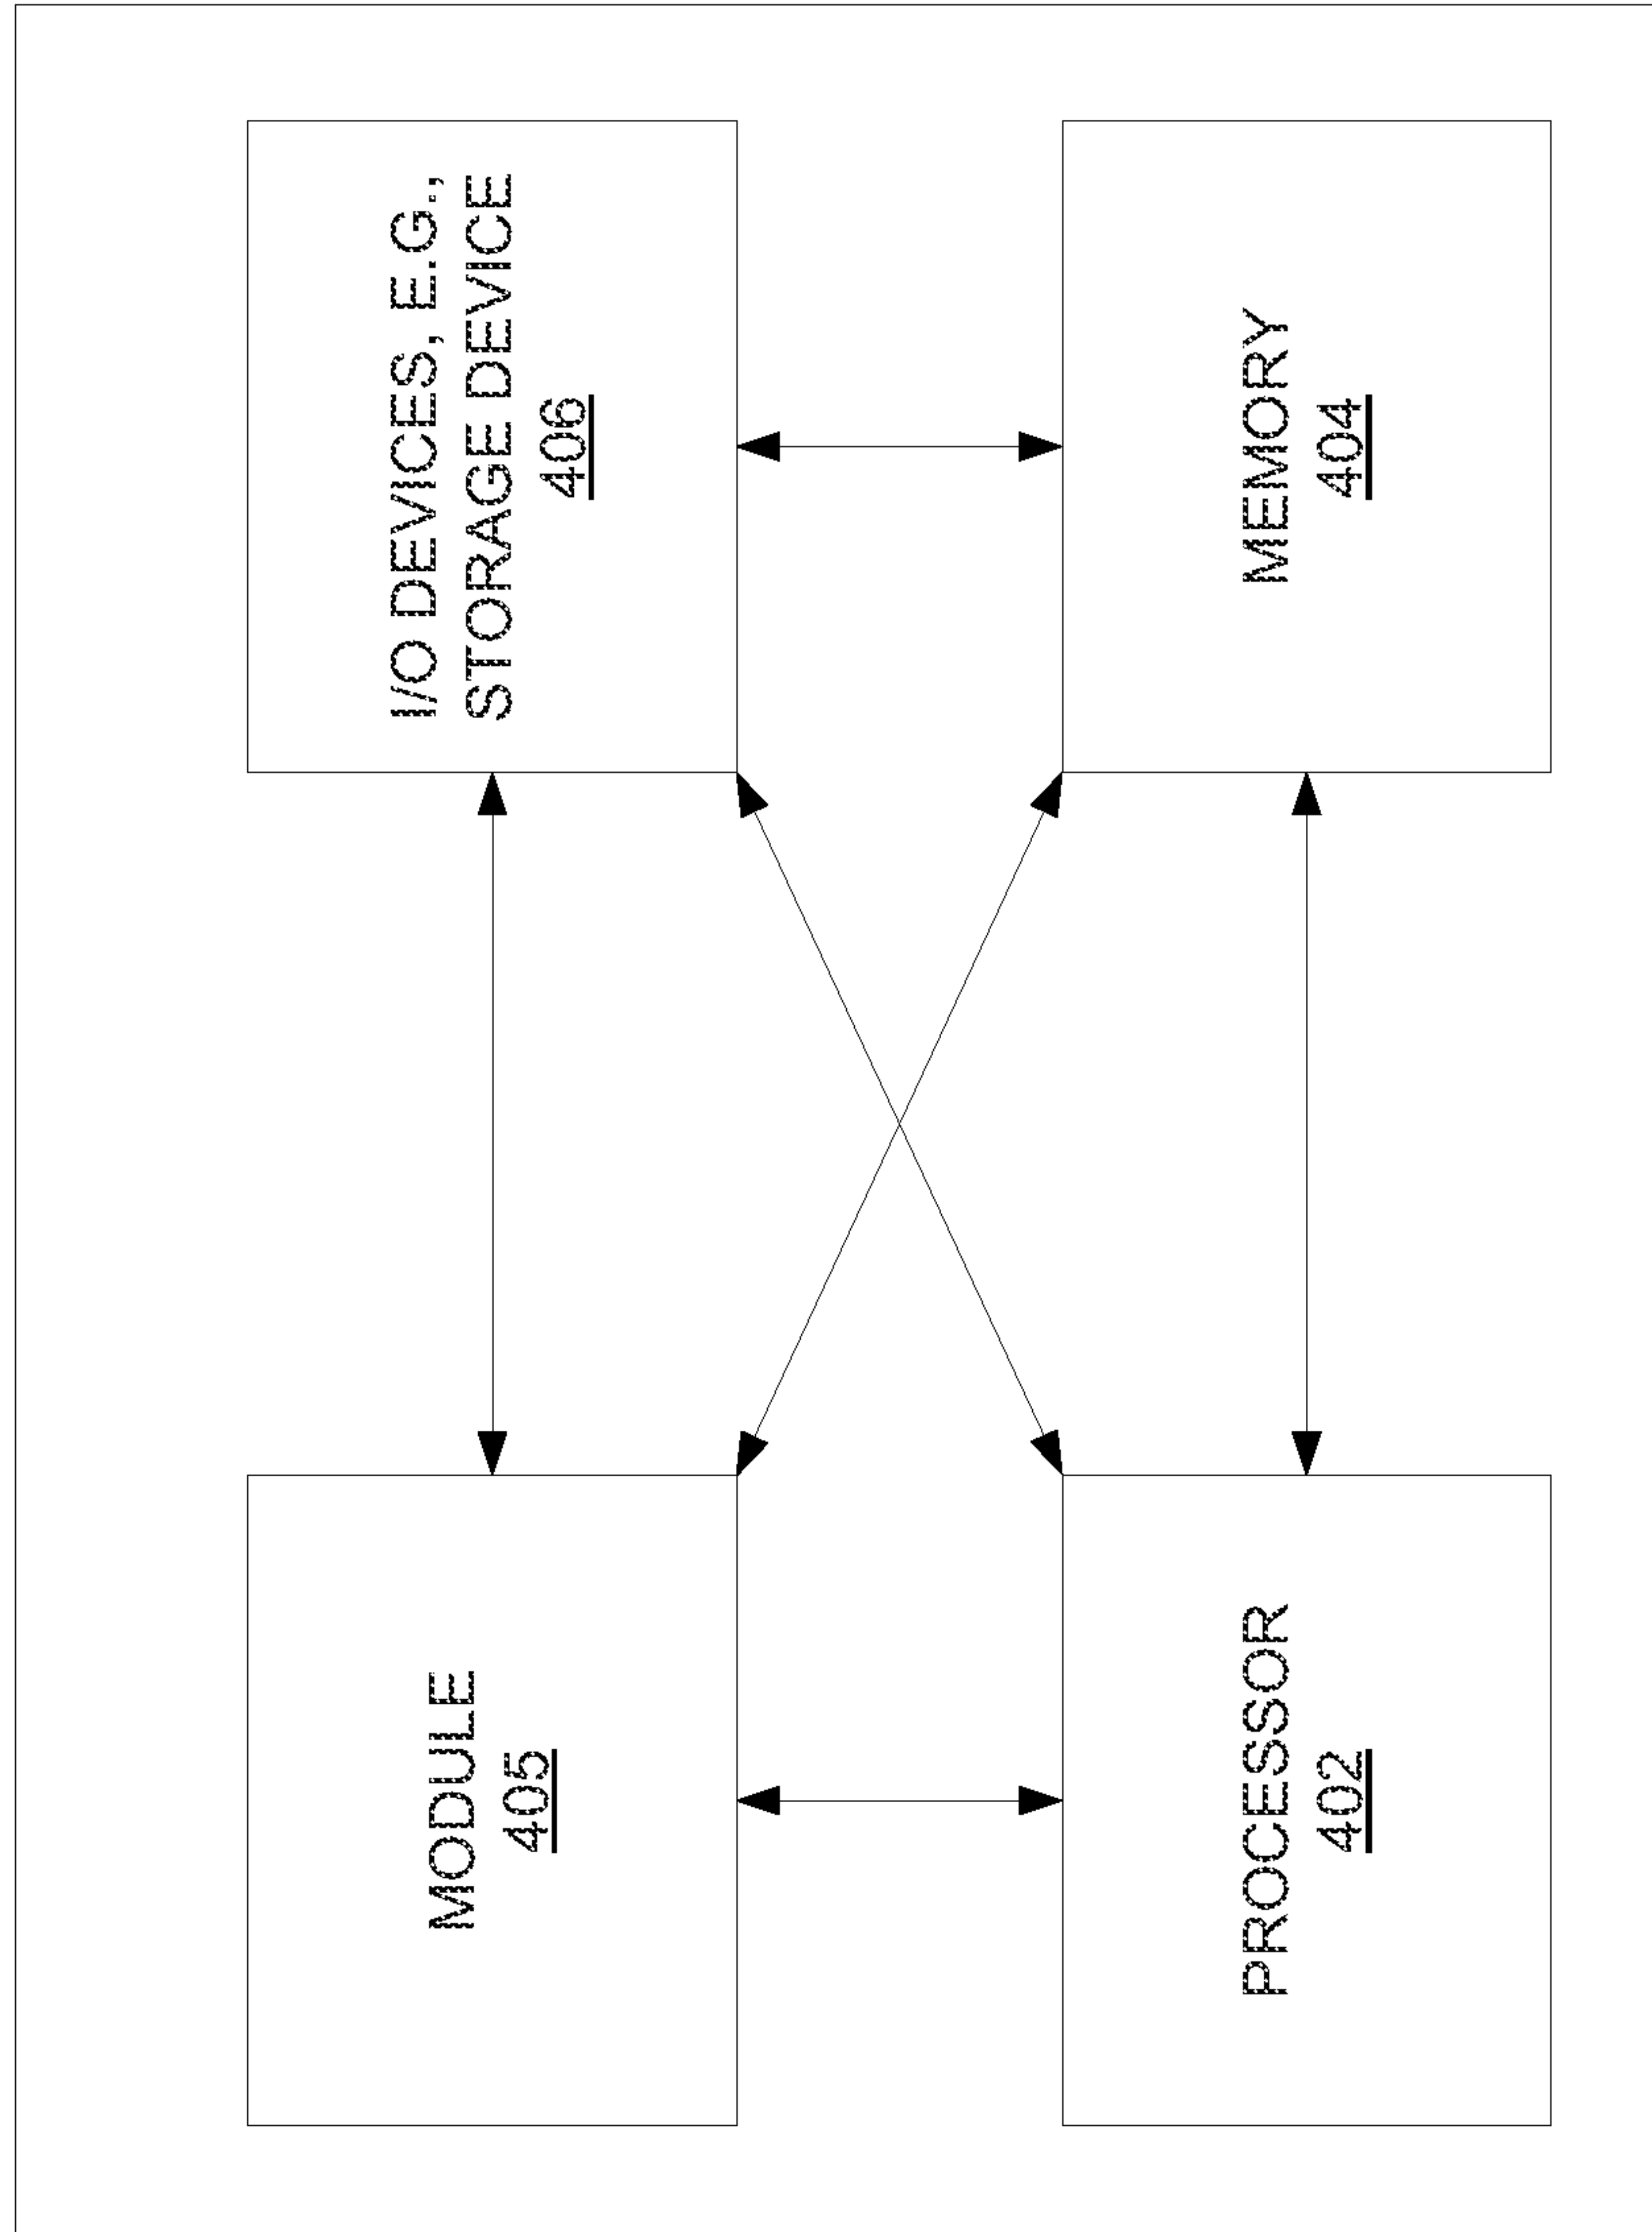 MODULE
405
I/O DEVICES, E.G.,
STORAGE DEVICE
406
PROCESSOR
402
MEMORY
404